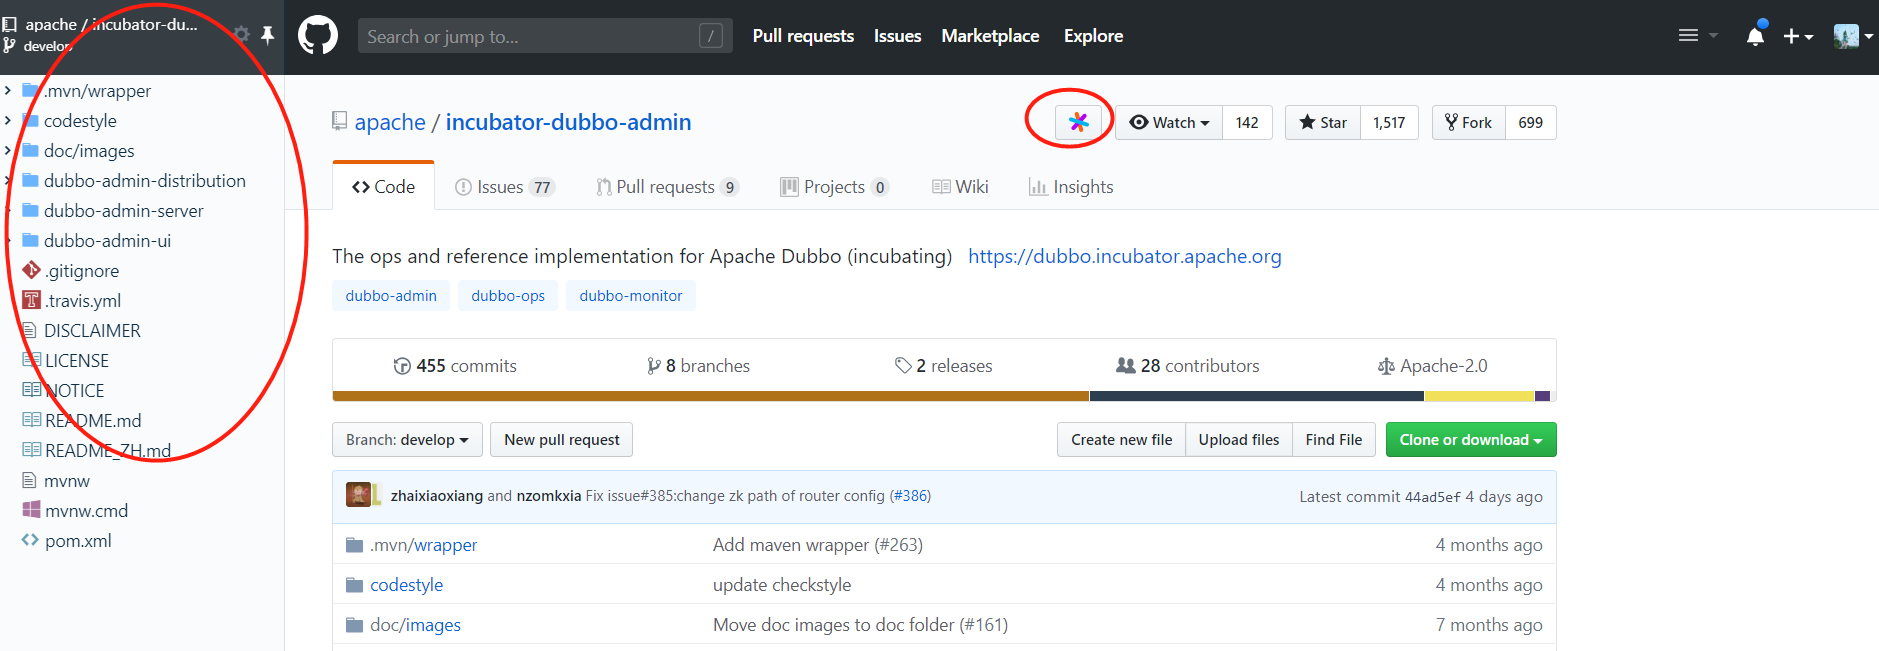 apache / incubator-du...
develop
.mvn/wrapper
codestyle
doc/images
dubbo-admin-distribution
dubbo-admin-server
dubbo-admin-ui
.gitignore
.travis.yml
DISCLAIMER
LICENSE
NOTICE
README.md
README_ZH.md
mvnw
mvnw.cmd
pom.xml
Search or jump to... /
Pull requests Issues Marketplace Explore
apache / incubator-dubbo-admin
Watch 142 Star 1,517 Fork 699
Code Issues 77 Pull requests 9 Projects 0 Wiki Insights
The ops and reference implementation for Apache Dubbo (incubating) https://dubbo.incubator.apache.org
dubbo-admin dubbo-ops dubbo-monitor
455 commits 8 branches 2 releases 28 contributors Apache-2.0
Branch: develop New pull request Create new file Upload files Find File Clone or download
zhaixiaoxiang and nzomkxia Fix issue#385:change zk path of router config (#386) Latest commit 44ad5ef 4 days ago
.mvn/wrapper Add maven wrapper (#263) 4 months ago
codestyle update checkstyle 4 months ago
doc/images Move doc images to doc folder (#161) 7 months ago